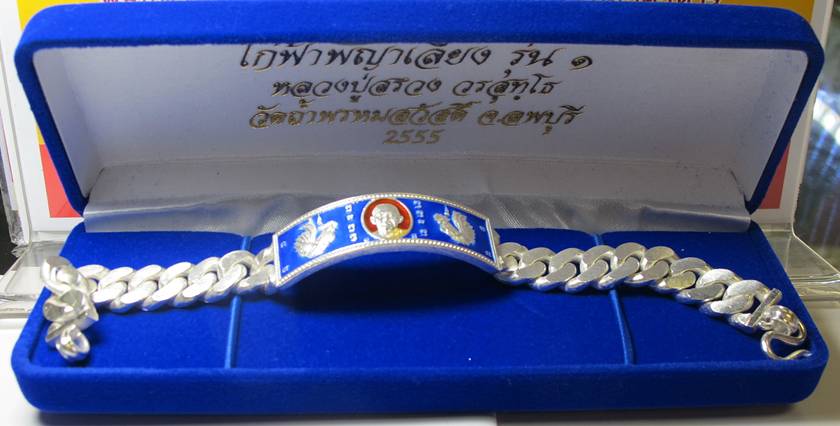 ไก่ฟ้าพญาเลี้ยง รุ่น ๑
หลวงปู่สรวง วรสุทฺโธ
วัดถ้ำพรหมสวัสดิ์ จ.ลพบุรี
2555